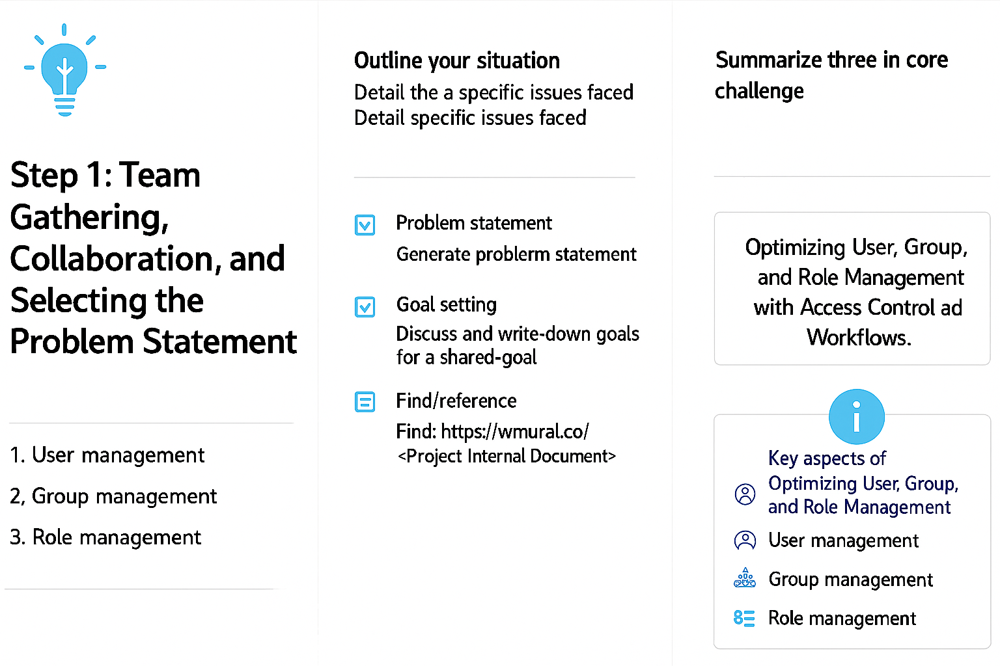 Step 1: Team
Gathering,
Collaboration, and
Selecting the
Problem Statement
1. User management
2, Group management
3. Role management
Outline your situation
Detail the a specific issues faced
Detail specific issues faced
Problem statement
Generate problerm statement
Goal setting
Discuss and write-down goals
for a shared-goal
Find/reference
Find: https://wmural.co/
<Project Internal Document>
Summarize three in core
challenge
Optimizing User, Group,
and Role Management
with Access Control ad
Workflows.
Key aspects of
Optimizing User, Group,
and Role Management
User management
Group management
Role management